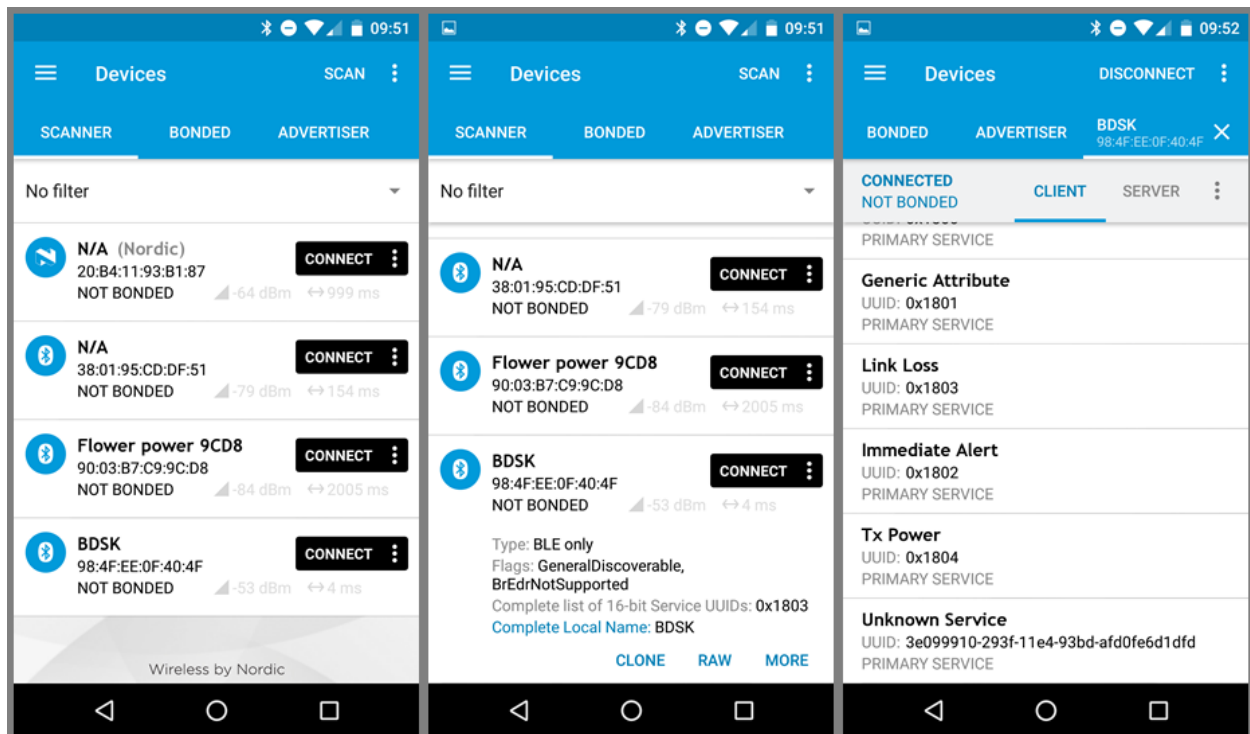 09:51
Devices
SCAN
SCANNER
BONDED
ADVERTISER
No filter
N/A (Nordic)
20:B4:11:93:B1:87
NOT BONDED
-64 dBm
999 ms
CONNECT
N/A
38:01:95:CD:DF:51
NOT BONDED
-79 dBm
154 ms
CONNECT
Flower power 9CD8
90:03:B7:C9:9C:D8
NOT BONDED
-84 dBm
2005 ms
CONNECT
BDSK
98:4F:EE:0F:40:4F
NOT BONDED
-53 dBm
4 ms
CONNECT
Wireless by Nordic
09:51
Devices
SCAN
SCANNER
BONDED
ADVERTISER
No filter
N/A
38:01:95:CD:DF:51
NOT BONDED
-79 dBm
154 ms
CONNECT
Flower power 9CD8
90:03:B7:C9:9C:D8
NOT BONDED
-84 dBm
2005 ms
CONNECT
BDSK
98:4F:EE:0F:40:4F
NOT BONDED
-53 dBm
4 ms
CONNECT
Type: BLE only
Flags: GeneralDiscoverable,
BrEdrNotSupported
Complete list of 16-bit Service UUIDs: 0x1803
Complete Local Name: BDSK
CLONE
RAW
MORE
09:52
Devices
DISCONNECT
BONDED
ADVERTISER
BDSK
98:4F:EE:0F:40:4F
CONNECTED
NOT BONDED
CLIENT
SERVER
PRIMARY SERVICE
Generic Attribute
UUID: 0x1801
PRIMARY SERVICE
Link Loss
UUID: 0x1803
PRIMARY SERVICE
Immediate Alert
UUID: 0x1802
PRIMARY SERVICE
Tx Power
UUID: 0x1804
PRIMARY SERVICE
Unknown Service
UUID: 3e099910-293f-11e4-93bd-afd0fe6d1dfd
PRIMARY SERVICE